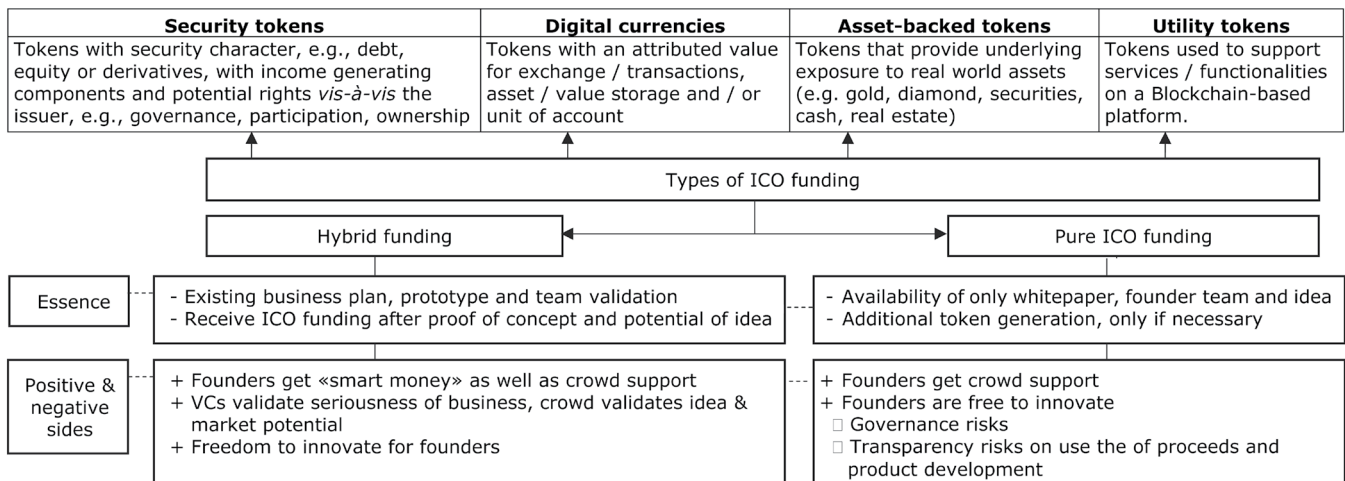 Security tokens
Tokens with security character, e.g., debt,
equity or derivatives, with income generating
components and potential rights vis-à-vis the
issuer, e.g., governance, participation, ownership
Digital currencies
Tokens with an attributed value
for exchange / transactions,
asset / value storage and / or
unit of account
Asset-backed tokens
Tokens that provide underlying
exposure to real world assets
(e.g. gold, diamond, securities,
cash, real estate)
Utility tokens
Tokens used to support
services / functionalities
on a Blockchain-based
platform.
Types of ICO funding
Hybrid funding
Pure ICO funding
Essence
- Existing business plan, prototype and team validation
- Receive ICO funding after proof of concept and potential of idea
- Availability of only whitepaper, founder team and idea
- Additional token generation, only if necessary
Positive &
negative
sides
+ Founders get «smart money» as well as crowd support
+ VCs validate seriousness of business, crowd validates idea &
market potential
+ Freedom to innovate for founders
+ Founders get crowd support
+ Founders are free to innovate
Governance risks
Transparency risks on use the of proceeds and
product development